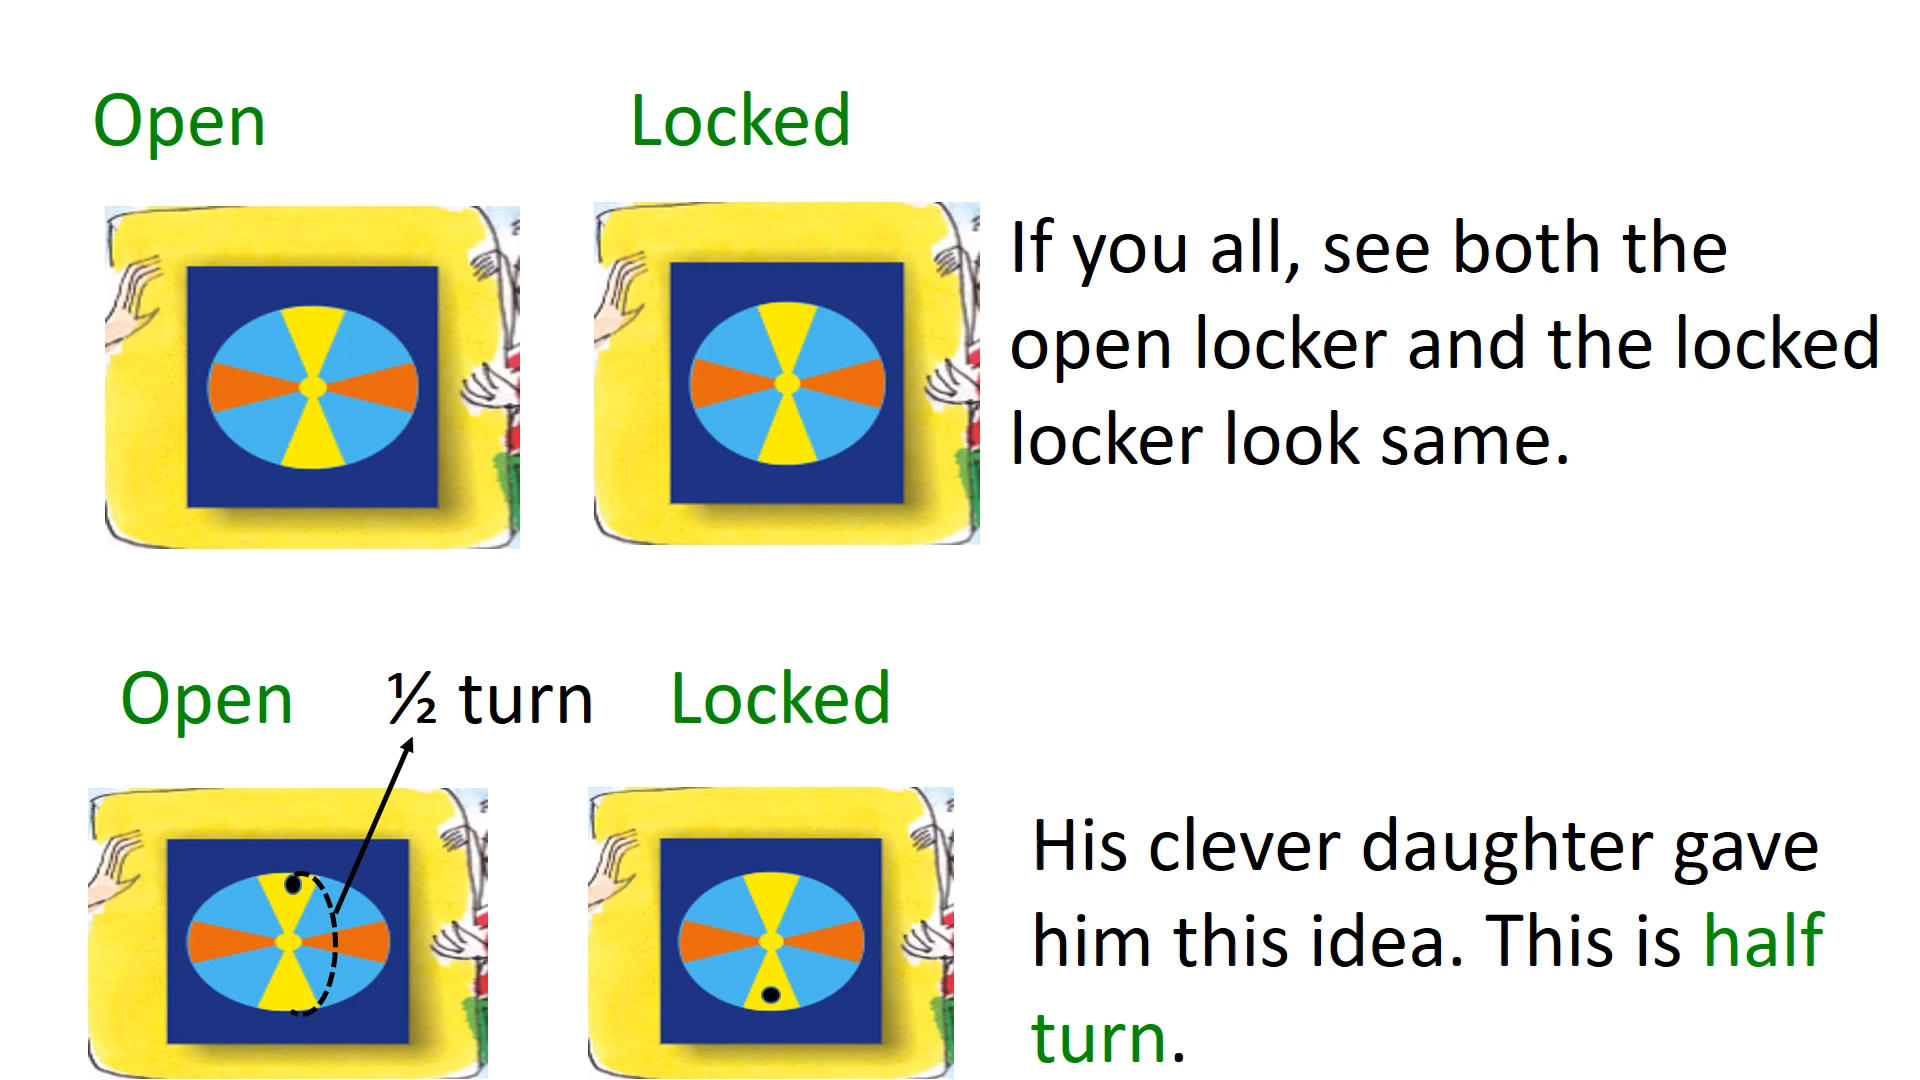 Open
Locked
If you all, see both the
open locker and the locked
locker look same.
Open
½ turn
Locked
His clever daughter gave
him this idea. This is half
turn.